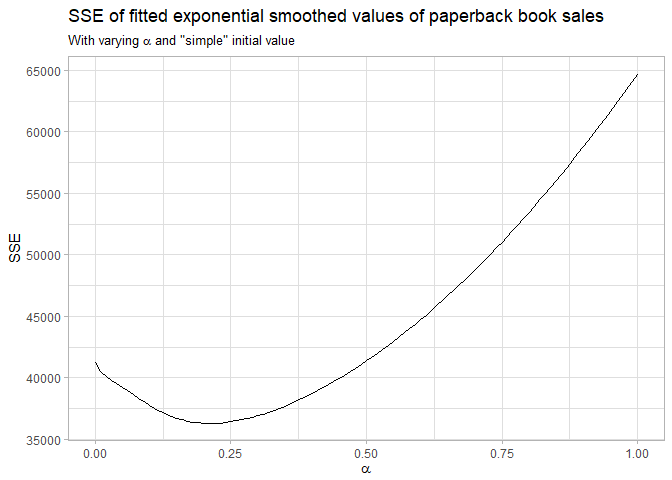 SSE of fitted exponential smoothed values of paperback book sales
With varying α and "simple" initial value
65000
60000
55000
50000
45000
40000
35000
SSE
0.00 0.25 0.50 0.75 1.00
α